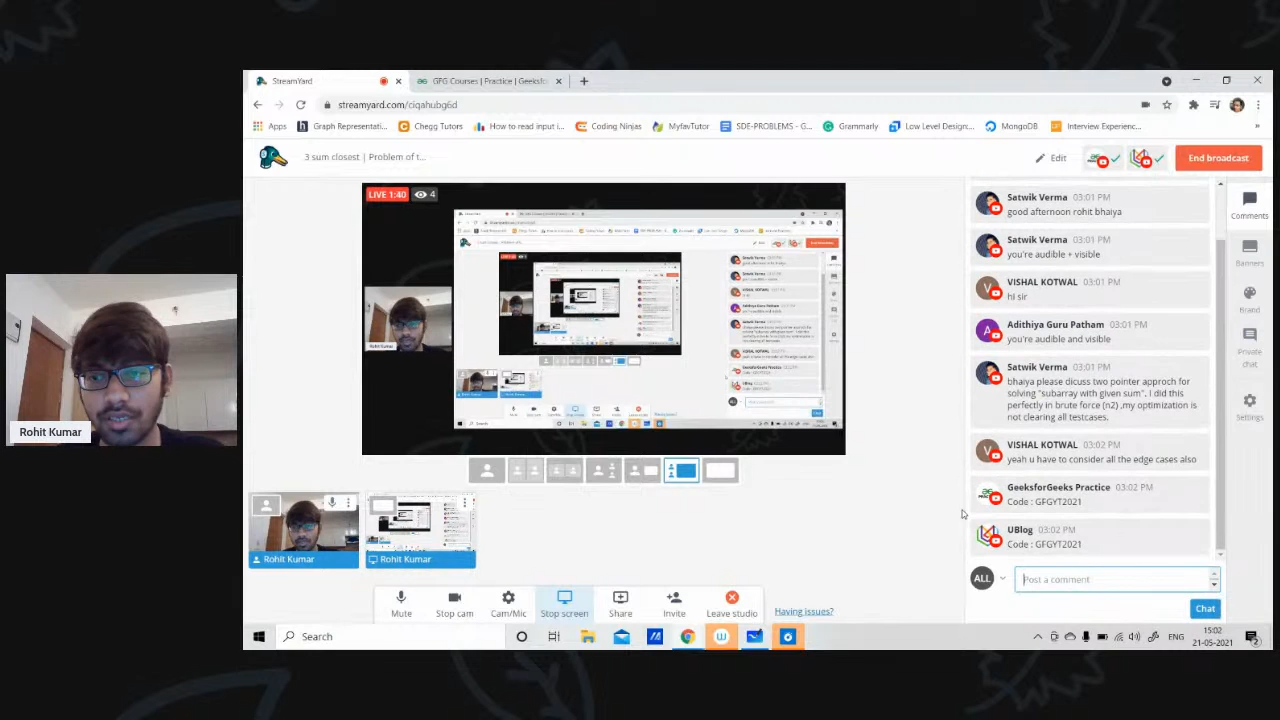 StreamYard
GFG Courses | Practice | Geeksfo
streamyard.com/ciqahubg6d
Apps
Graph Representati...
Chegg Tutors
How to read input i...
Coding Ninjas
MyfavTutor
SDE-PROBLEMS - G...
Grammarly
Low Level Design:...
MongoDB
Interview Experienc...
3 sum closest | Problem of t...
Edit
End broadcast
LIVE 1:40
4
Rohit Kumar
Satwik Verma 03:01 PM
good afternoon rohit bhaiya
Satwik Verma 03:01 PM
you're audible + visible
VISHAL KOTWAL 03:01 PM
hI sir
Adithiya Guru Patham 03:01 PM
you're audible and visible
Satwik Verma 03:01 PM
bhaiya please discuss two pointer approch for
solving "subarray with given sum". I did this
perfectly in brute force(n^2),my optimization is
not clearing all testcases.
VISHAL KOTWAL 03:02 PM
yeah u have to consider all the edge cases also
GeeksforGeeks Practice 03:02 PM
Code : GFGYT2021
UBlog 03:02 PM
Code : GFGYT2021
ALL
Post a comment
Chat
Comments
Banners
Brand
Private
chat
Settings
Rohit Kumar
Rohit Kumar
Rohit Kumar
Mute
Stop cam
Cam/Mic
Stop screen
Share
Invite
Leave studio
Having issues?
Search
ENG
15:02
21-05-2021
2